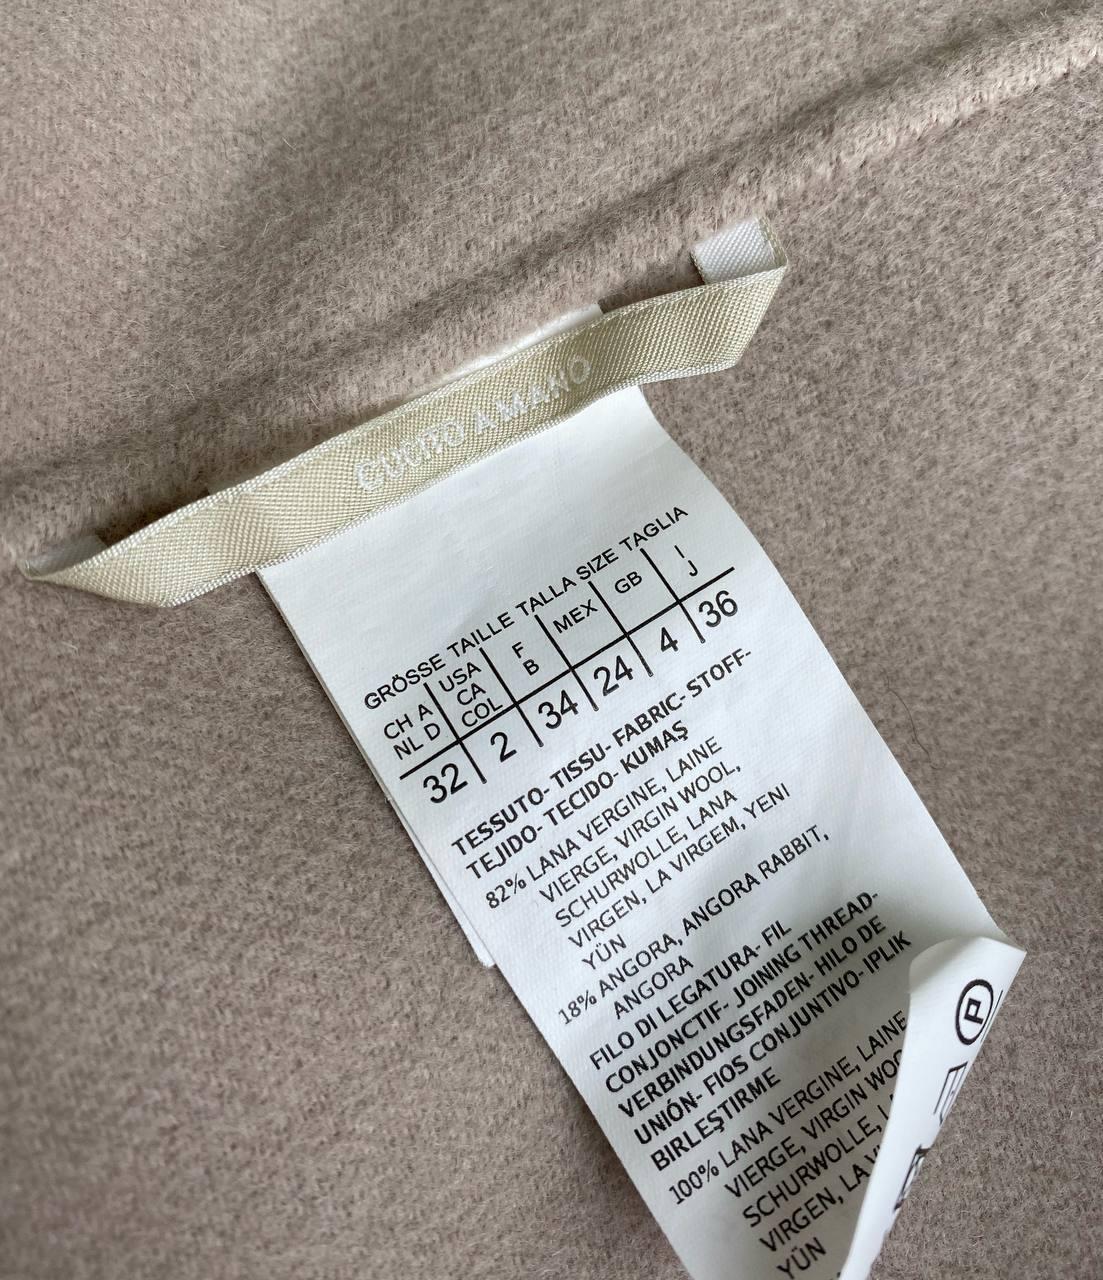 CUCITO A MANO
GRÖSSE TAILLE TALLA SIZE TAGLIA
CH A
NL D
USA
CA
COL
F
B
MEX
GB
I
J
32 2 34 24 4 36
TESSUTO- TISSU- FABRIC- STOFF-
TEJIDO- TECIDO- KUMAŞ
82% LANA VERGINE, LAINE
VIERGE, VIRGIN WOOL,
SCHURWOLLE, LANA
VIRGEN, LA VIRGEM, YENI
YÜN
18% ANGORA, ANGORA RABBIT,
ANGORA
FILO DI LEGATURA- FIL
CONJONCTIF- JOINING THREAD-
VERBINDUNGSFADEN- HILO DE
UNIÓN- FIOS CONJUNTIVO- IPLIK
BIRLEŞTIRME
100% LANA VERGINE, LAINE
VIERGE, VIRGIN
SCHURWOLLE,
VIRGEN, LA
YÜN
P